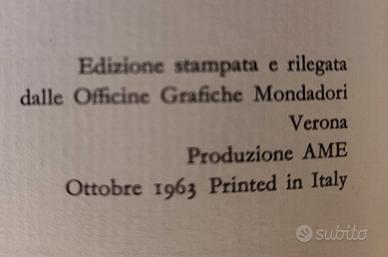 Edizione stampata e rilegata
dalle Officine Grafiche Mondadori
Verona
Produzione AME
Ottobre 1963 Printed in Italy
subito